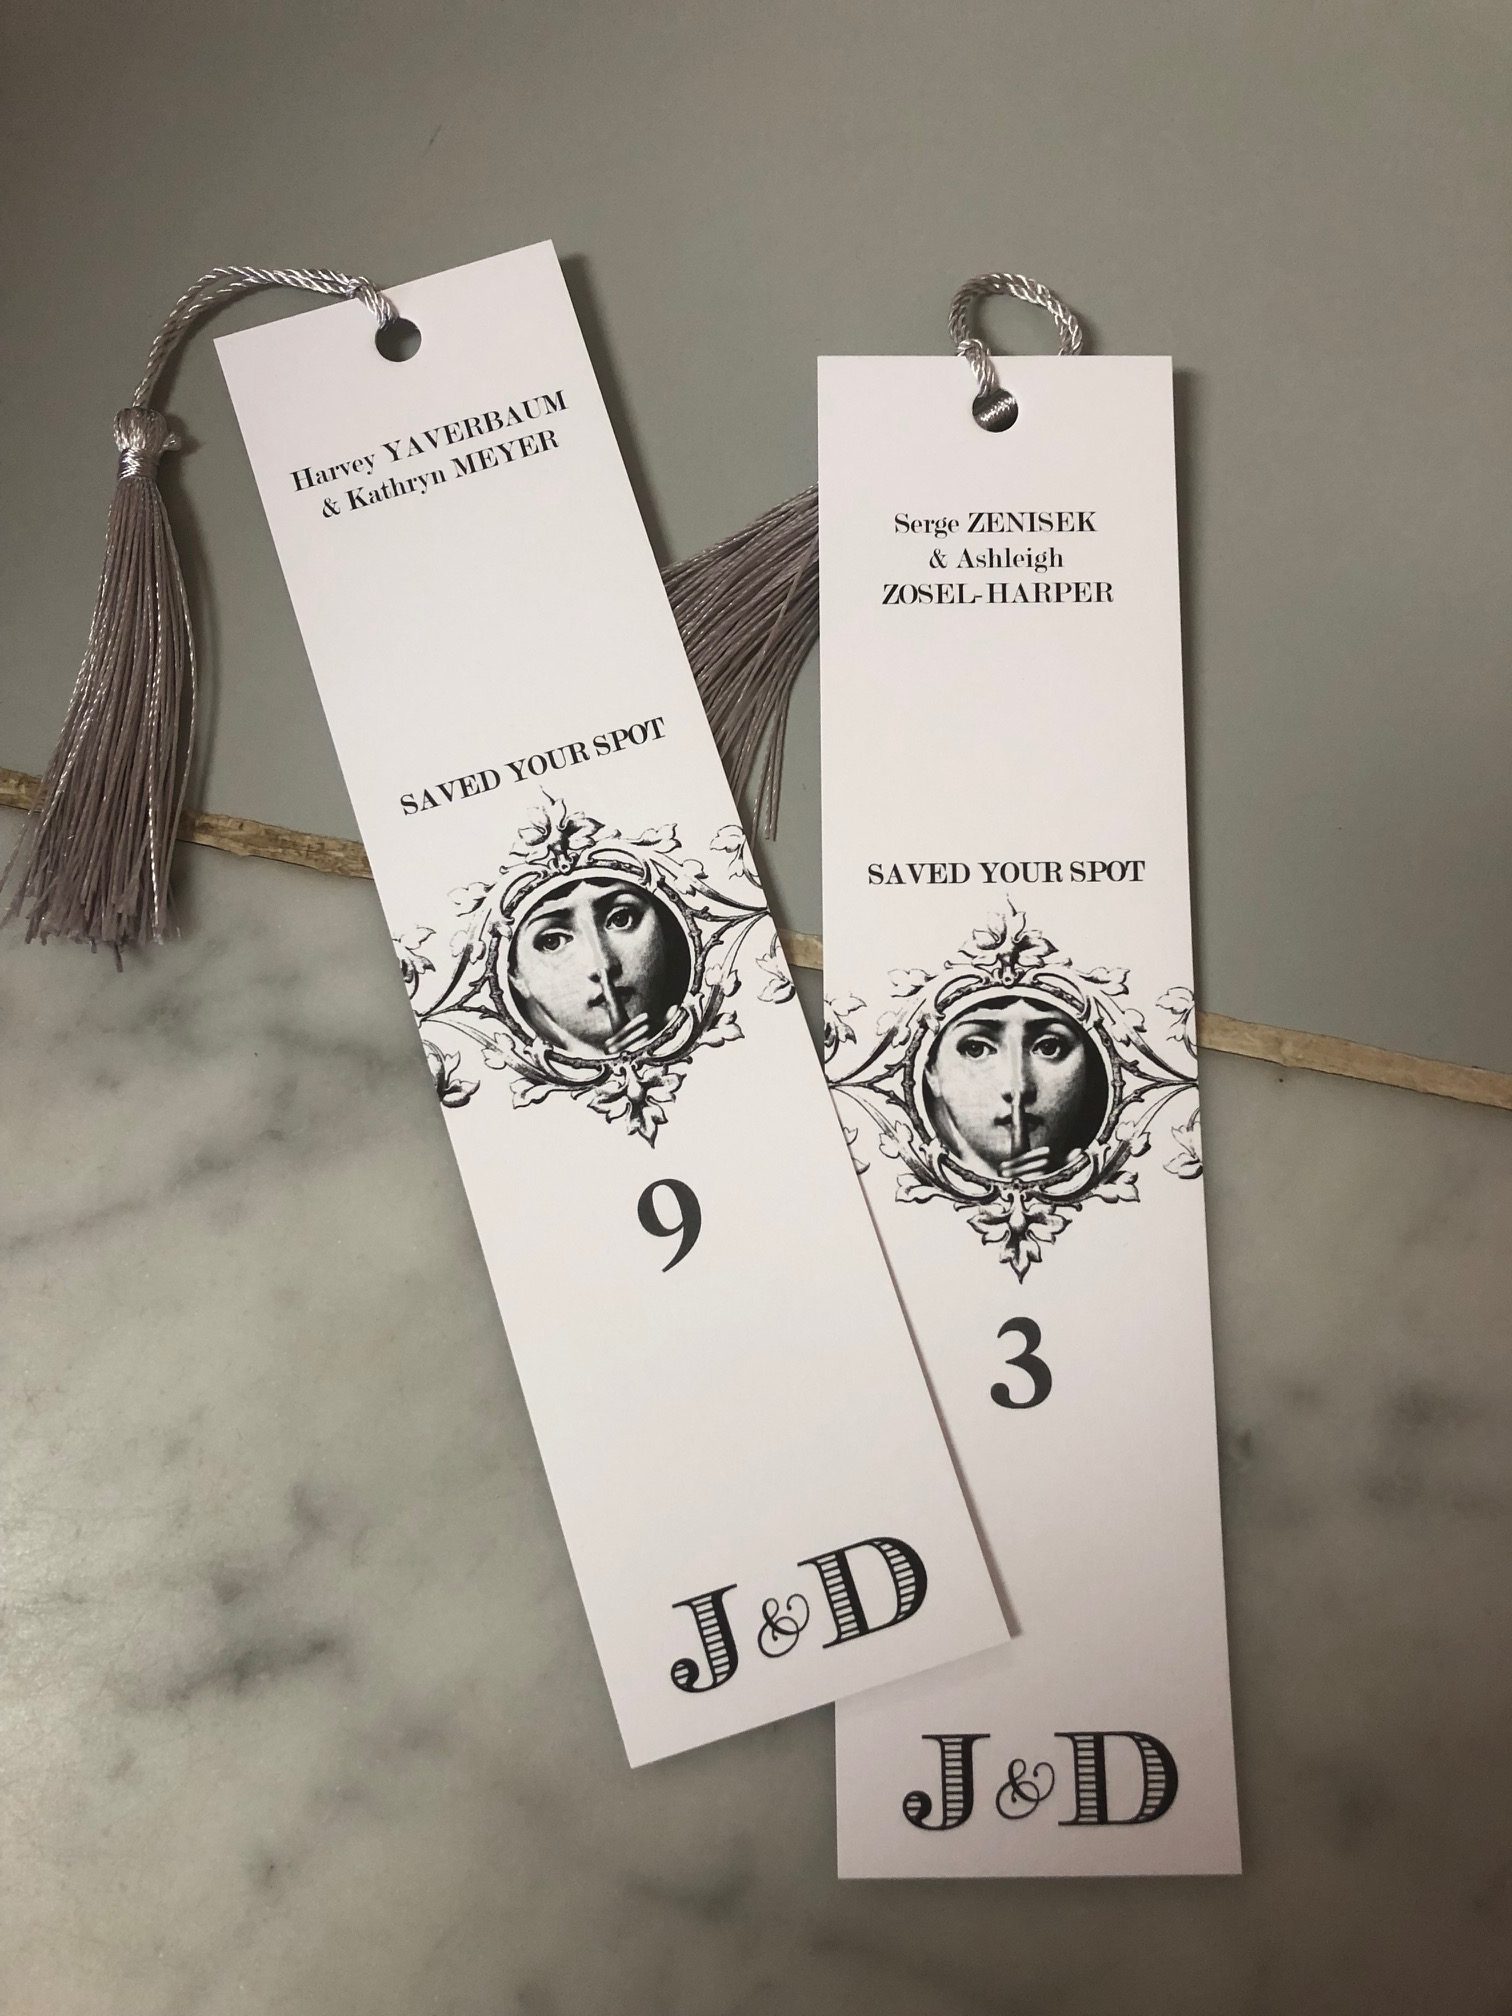 Harvey YAVERBAUM
& Kathryn MEYER
SAVED YOUR SPOT
9
J&D
Serge ZENISEK
& Ashleigh
ZOSEL-HARPER
SAVED YOUR SPOT
3
J&D